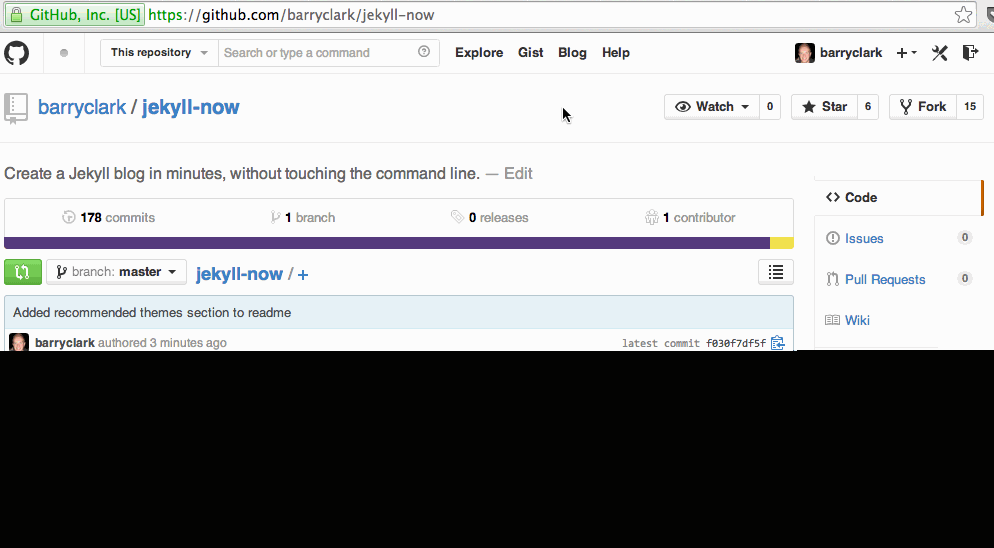 GitHub, Inc. [US] https://github.com/barryclark/jekyll-now
This repository Search or type a command Explore Gist Blog Help barryclark +
barryclark / jekyll-now Watch 0 Star 6 Fork 15
Create a Jekyll blog in minutes, without touching the command line. — Edit
Code
178 commits 1 branch 0 releases 1 contributor
Issues 0
branch: master jekyll-now / +
Pull Requests 0
Added recommended themes section to readme
Wiki
barryclark authored 3 minutes ago latest commit f030f7df5f